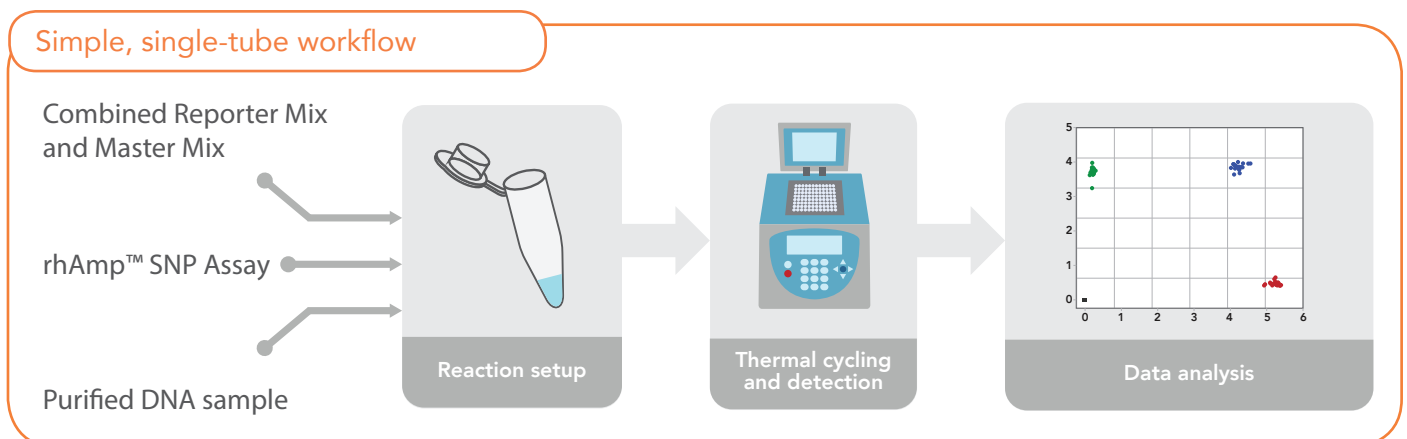 Simple, single-tube workflow
Combined Reporter Mix
and Master Mix
rhAmp™ SNP Assay
Purified DNA sample
Reaction setup
Thermal cycling
and detection
5
4
3
2
1
0
0 1 2 3 4 5 6
Data analysis